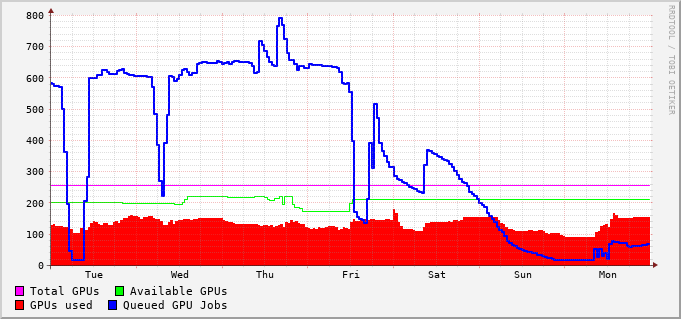 RRDTOOL / TOBI OETIKER
800
700
600
500
400
300
200
100
0
Tue Wed Thu Fri Sat Sun Mon
Total GPUs Available GPUs
GPUs used Queued GPU Jobs